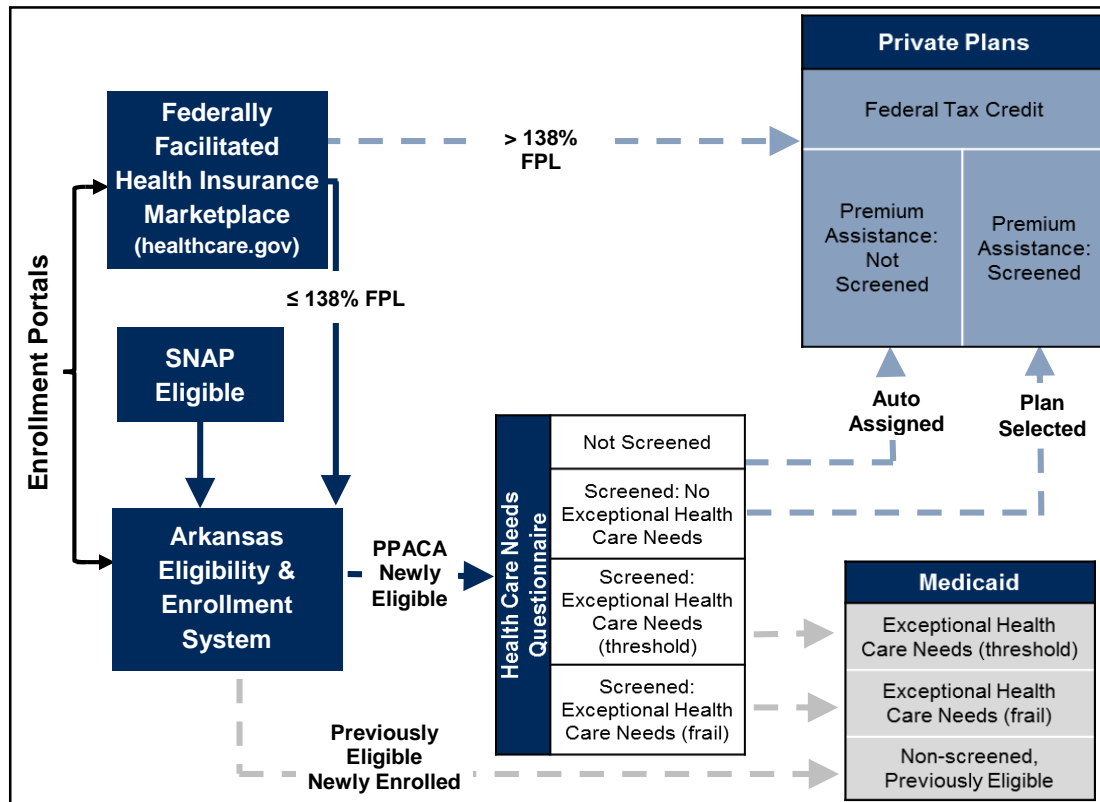 Enrollment Portals
Federally
Facilitated
Health Insurance
Marketplace
(healthcare.gov)
> 138%
FPL
≤ 138% FPL
SNAP
Eligible
Arkansas
Eligibility &
Enrollment
System
PPACA
Newly
Eligible
Previously
Eligible
Newly Enrolled
Health Care Needs
Questionnaire
Not Screened
Screened: No
Exceptional Health
Care Needs
Screened:
Exceptional Health
Care Needs
(threshold)
Screened:
Exceptional Health
Care Needs (frail)
Auto
Assigned
Plan
Selected
Private Plans
Federal Tax Credit
Premium
Assistance:
Not
Screened
Premium
Assistance:
Screened
Medicaid
Exceptional Health
Care Needs (threshold)
Exceptional Health
Care Needs (frail)
Non-screened,
Previously Eligible